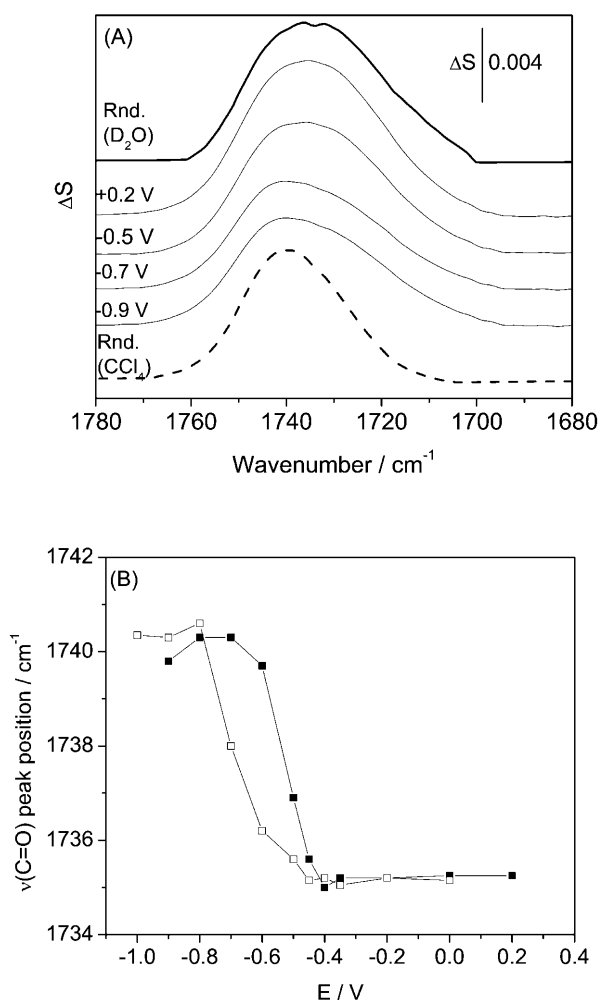 (A)
ΔS 0.004
Rnd.
(D₂O)
+0.2 V
-0.5 V
-0.7 V
-0.9 V
Rnd.
(CCl₄)
ΔS
1780 1760 1740 1720 1700 1680
Wavenumber / cm⁻¹
(B)
1742
1740
1738
1736
1734
ν(C=O) peak position / cm⁻¹
-1.0 -0.8 -0.6 -0.4 -0.2 0.0 0.2 0.4
E / V